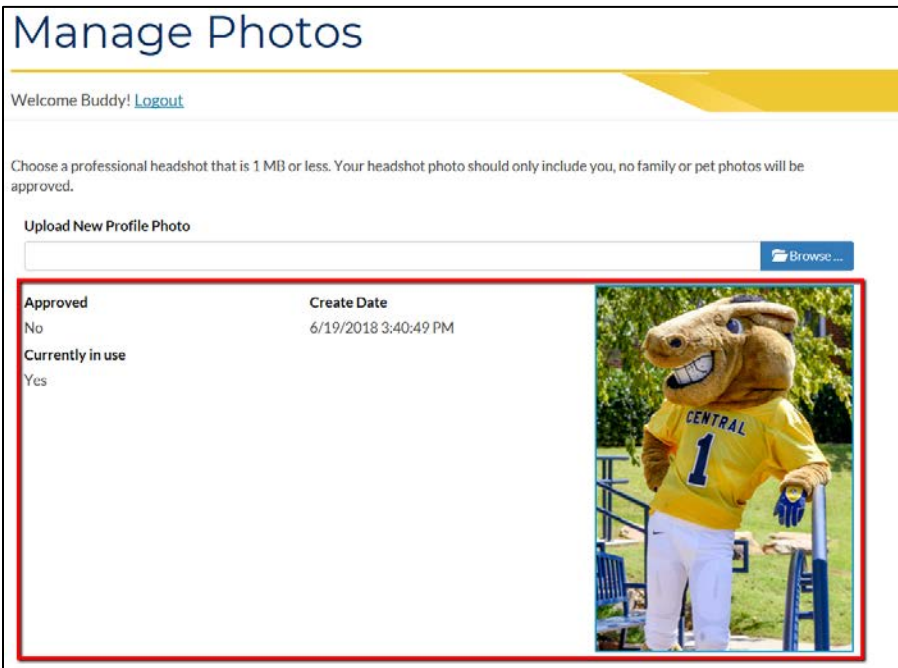 Manage Photos
Welcome Buddy! Logout
Choose a professional headshot that is 1 MB or less. Your headshot photo should only include you, no family or pet photos will be
approved.
Upload New Profile Photo
Browse ...
Approved
Create Date
No
6/19/2018 3:40:49 PM
Currently in use
Yes
CENTRAL
1